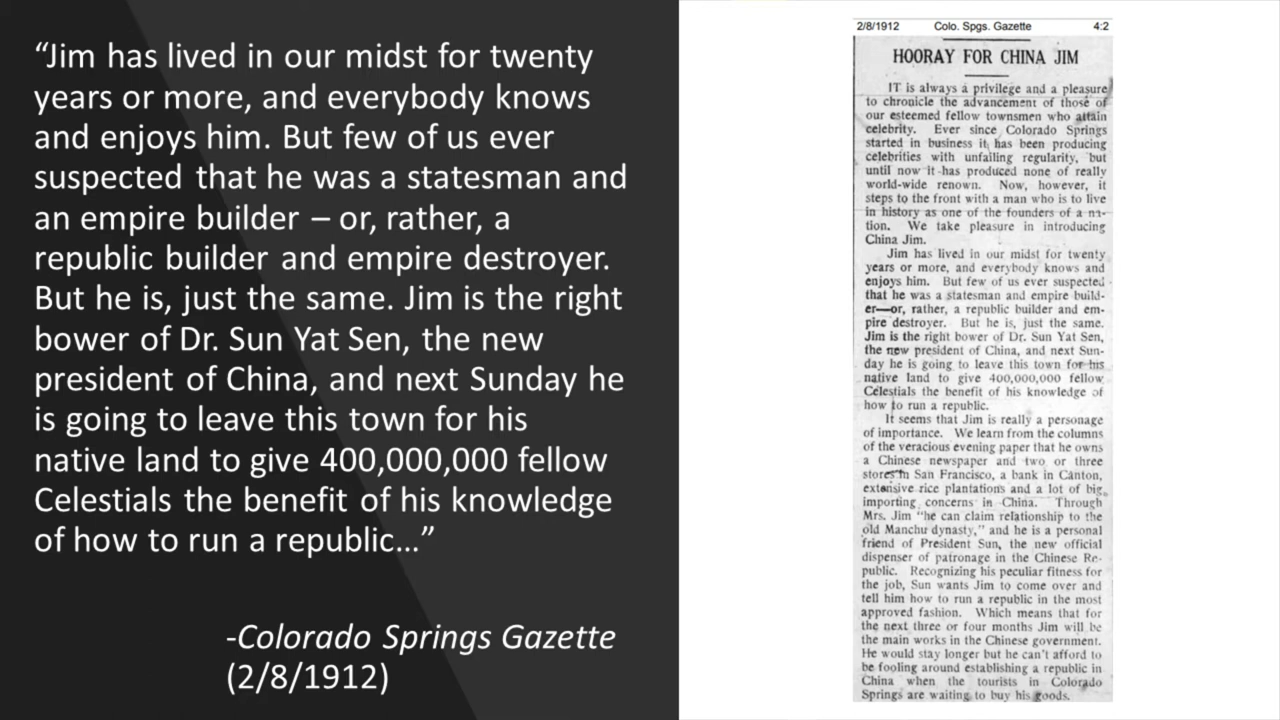 “Jim has lived in our midst for twenty
years or more, and everybody knows
and enjoys him. But few of us ever
suspected that he was a statesman and
an empire builder – or, rather, a
republic builder and empire destroyer.
But he is, just the same. Jim is the right
bower of Dr. Sun Yat Sen, the new
president of China, and next Sunday he
is going to leave this town for his
native land to give 400,000,000 fellow
Celestials the benefit of his knowledge
of how to run a republic…”
-Colorado Springs Gazette
(2/8/1912)
2/8/1912 Colo. Spgs. Gazette 4:2
HOORAY FOR CHINA JIM
IT is always a privilege and a pleasure
to chronicle the advancement of those of
our esteemed fellow townsmen who attain
celebrity. Ever since Colorado Springs
started in business it has been producing
celebrities with unfailing regularity, but
until now it has produced none of really
world-wide renown. Now, however, it
steps to the front with a man who is to live
in history as one of the founders of a na-
tion. We take pleasure in introducing
China Jim.
Jim has lived in our midst for twenty
years or more, and everybody knows and
enjoys him. But few of us ever suspected
that he was a statesman and empire build-
er—or, rather, a republic builder and em-
pire destroyer. But he is, just the same.
Jim is the right bower of Dr. Sun Yat Sen,
the new president of China, and next Sun-
day he is going to leave this town for his
native land to give 400,000,000 fellow
Celestials the benefit of his knowledge of
how to run a republic.
It seems that Jim is really a personage
of importance. We learn from the columns
of the veracious evening paper that he owns
a Chinese newspaper and two or three
stores in San Francisco, a bank in Canton,
extensive rice plantations and a lot of big
importing concerns in China. Through
Mrs. Jim "he can claim relationship to the
old Manchu dynasty," and he is a personal
friend of President Sun, the new official
dispenser of patronage in the Chinese Re-
public. Recognizing his peculiar fitness for
the job, Sun wants Jim to come over and
tell him how to run a republic in the most
approved fashion. Which means that for
the next three or four months Jim will be
the main works in the Chinese government.
He would stay longer but he can't afford to
be fooling around establishing a republic in
China when the tourists in Colorado
Springs are waiting to buy his goods.